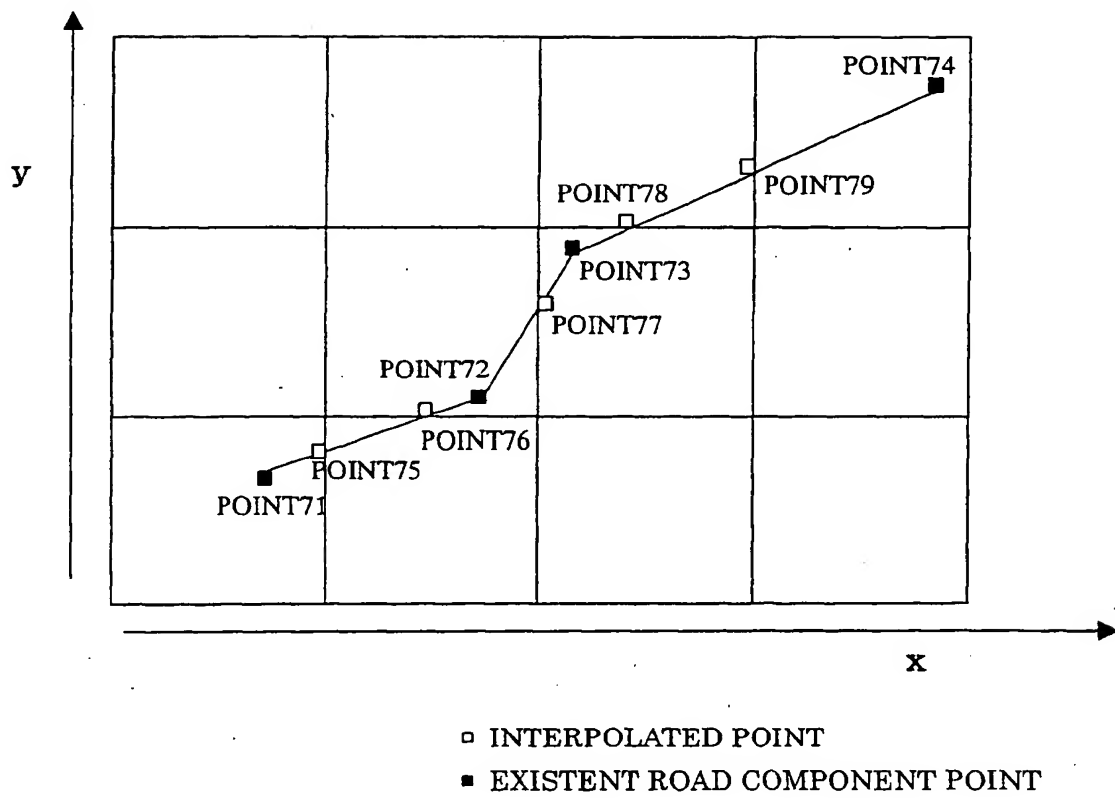 POINT74
y
POINT79
POINT78
POINT73
POINT77
POINT72
POINT76
POINT75
POINT71
x
INTERPOLATED POINT
EXISTENT ROAD COMPONENT POINT